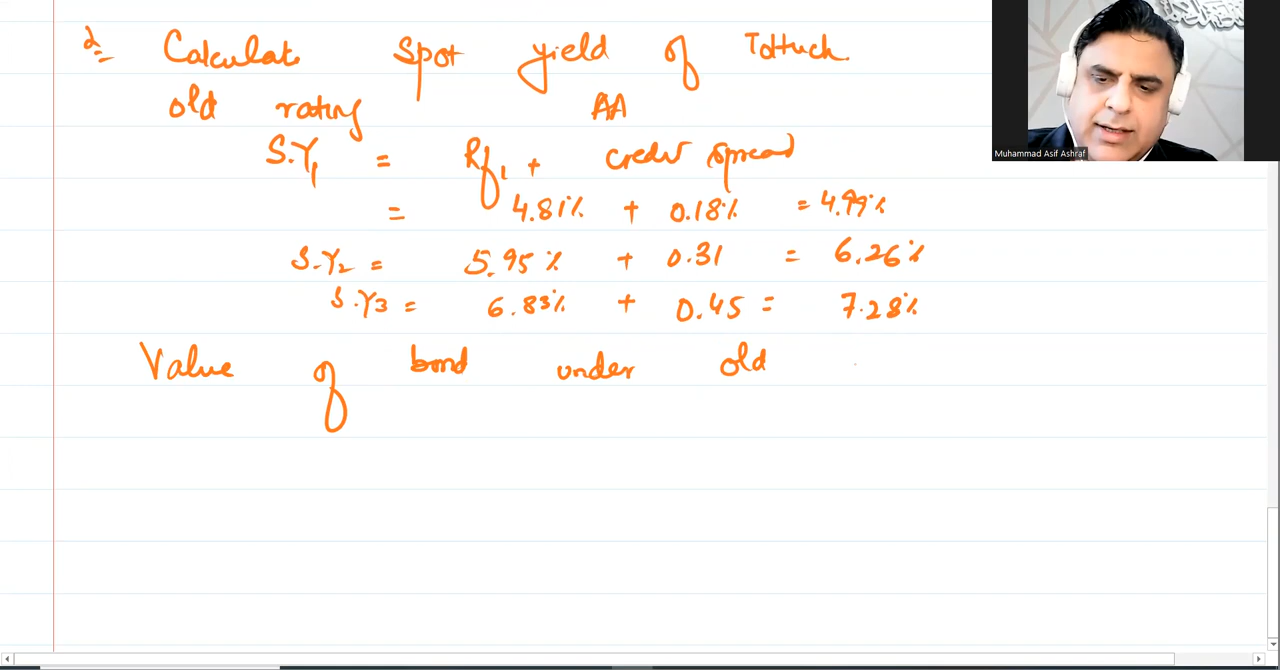 2
Calculate Spot yield of Tottuck
old rating AA
S.Y1 = Rf1 + credit spread
= 4.81% + 0.18% = 4.99%
S.Y2 = 5.95% + 0.31 = 6.26%
S.Y3 = 6.83% + 0.45 = 7.28%
Value of bond under old
Muhammad Asif Ashraf